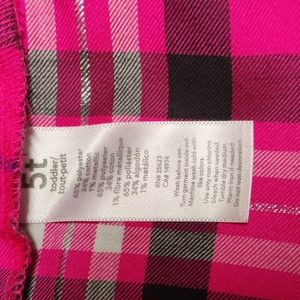 5t
toddler/
tout-petit
65% polyester
34% cotton
1% metallic
65% polyester
34% coton
1% fibre métallique
65% poliéster
34% algodón
1% metálico
RN# 35623
CA# 14974
Wash before use.
Turn garment inside out.
Machine wash cold with
like colors.
Use only non-chlorine
bleach when needed.
Tumble dry medium.
Warm iron if needed.
Do not iron decoration.